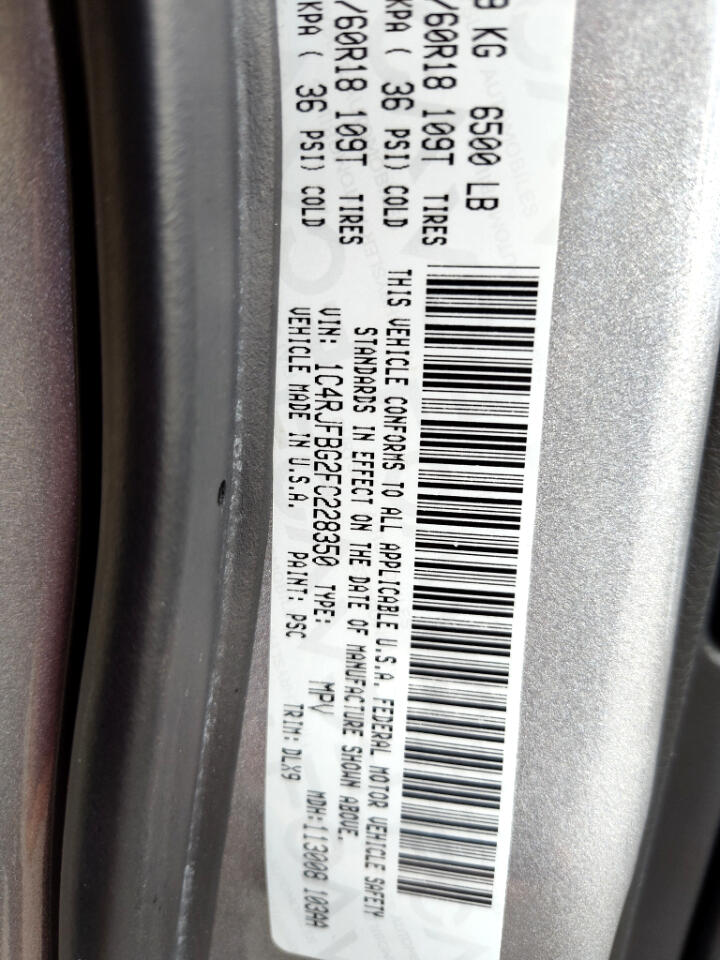 8 KG 6500 LB
/60R18 109T TIRES
KPA ( 36 PSI) COLD
/60R18 109T TIRES
KPA ( 36 PSI) COLD
THIS VEHICLE CONFORMS TO ALL APPLICABLE U.S.A. FEDERAL MOTOR VEHICLE SAFETY
STANDARDS IN EFFECT ON THE DATE OF MANUFACTURE SHOWN ABOVE.
VIN: 1C4RJFBG2FC228350 TYPE: MPV MDH:113008 103AA
VEHICLE MADE IN U.S.A. PAINT: PSC TRIM: DLX9